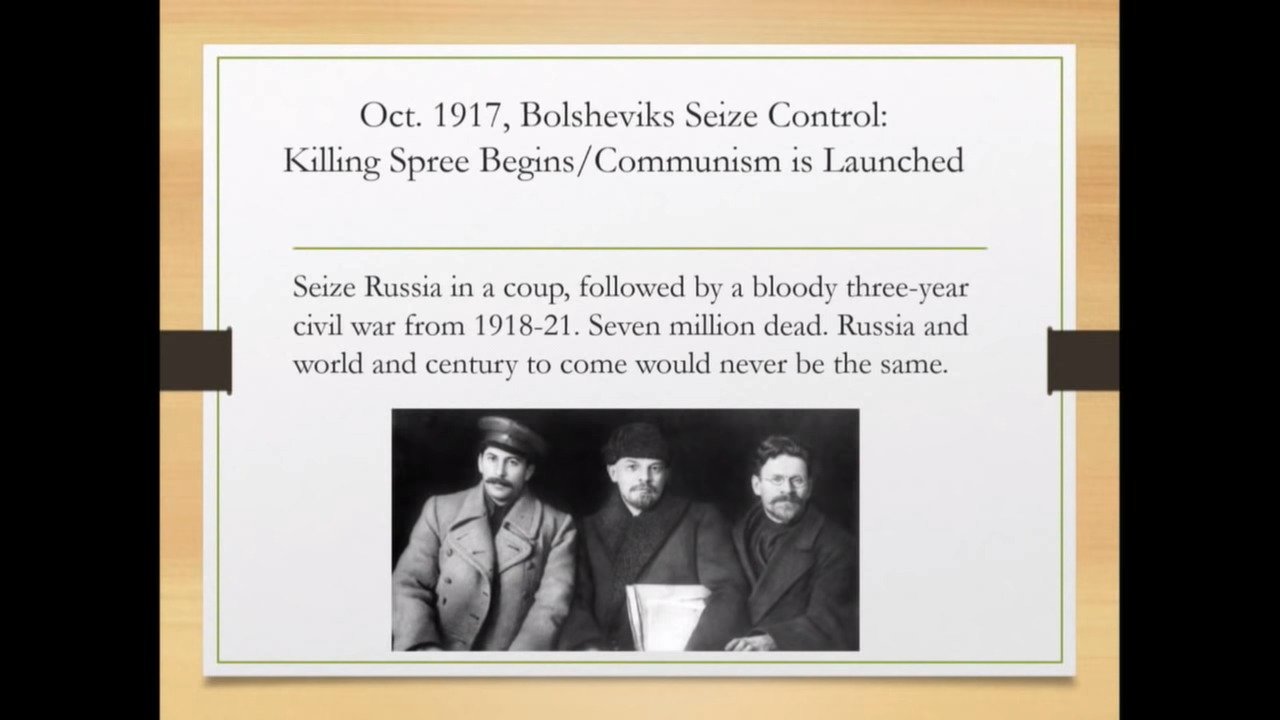 Oct. 1917, Bolsheviks Seize Control:
Killing Spree Begins/Communism is Launched
Seize Russia in a coup, followed by a bloody three-year
civil war from 1918-21. Seven million dead. Russia and
world and century to come would never be the same.